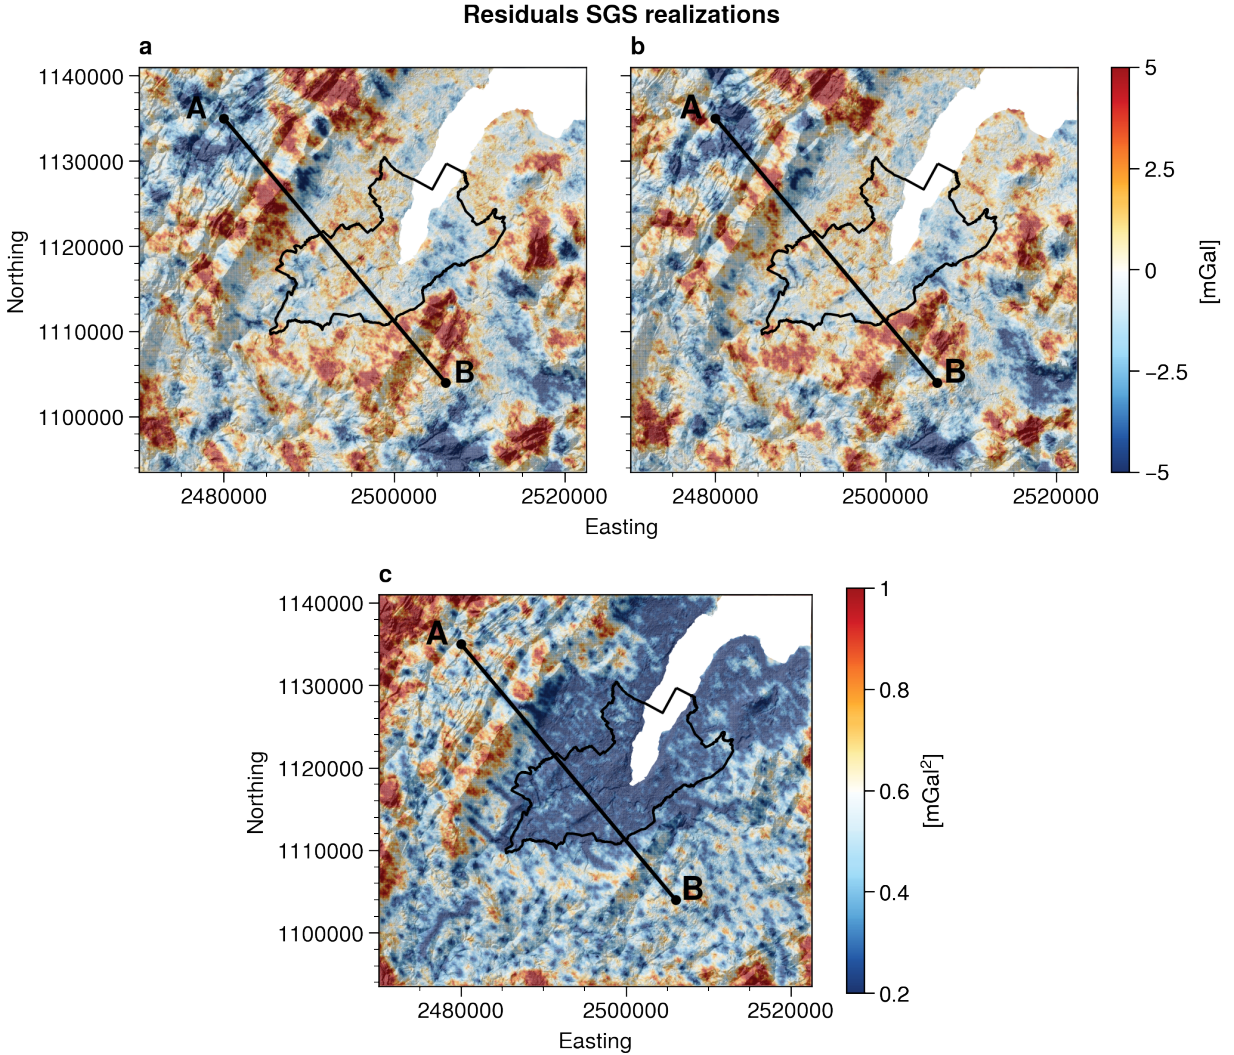 Residuals SGS realizations
a
b
1140000
1130000
1120000
1110000
1100000
Northing
A
B
A
B
2480000
2500000
2520000
2480000
2500000
2520000
Easting
5
2.5
0
−2.5
−5
[mGal]
c
1140000
1130000
1120000
1110000
1100000
Northing
A
B
2480000
2500000
2520000
Easting
1
0.8
0.6
0.4
0.2
[mGal²]